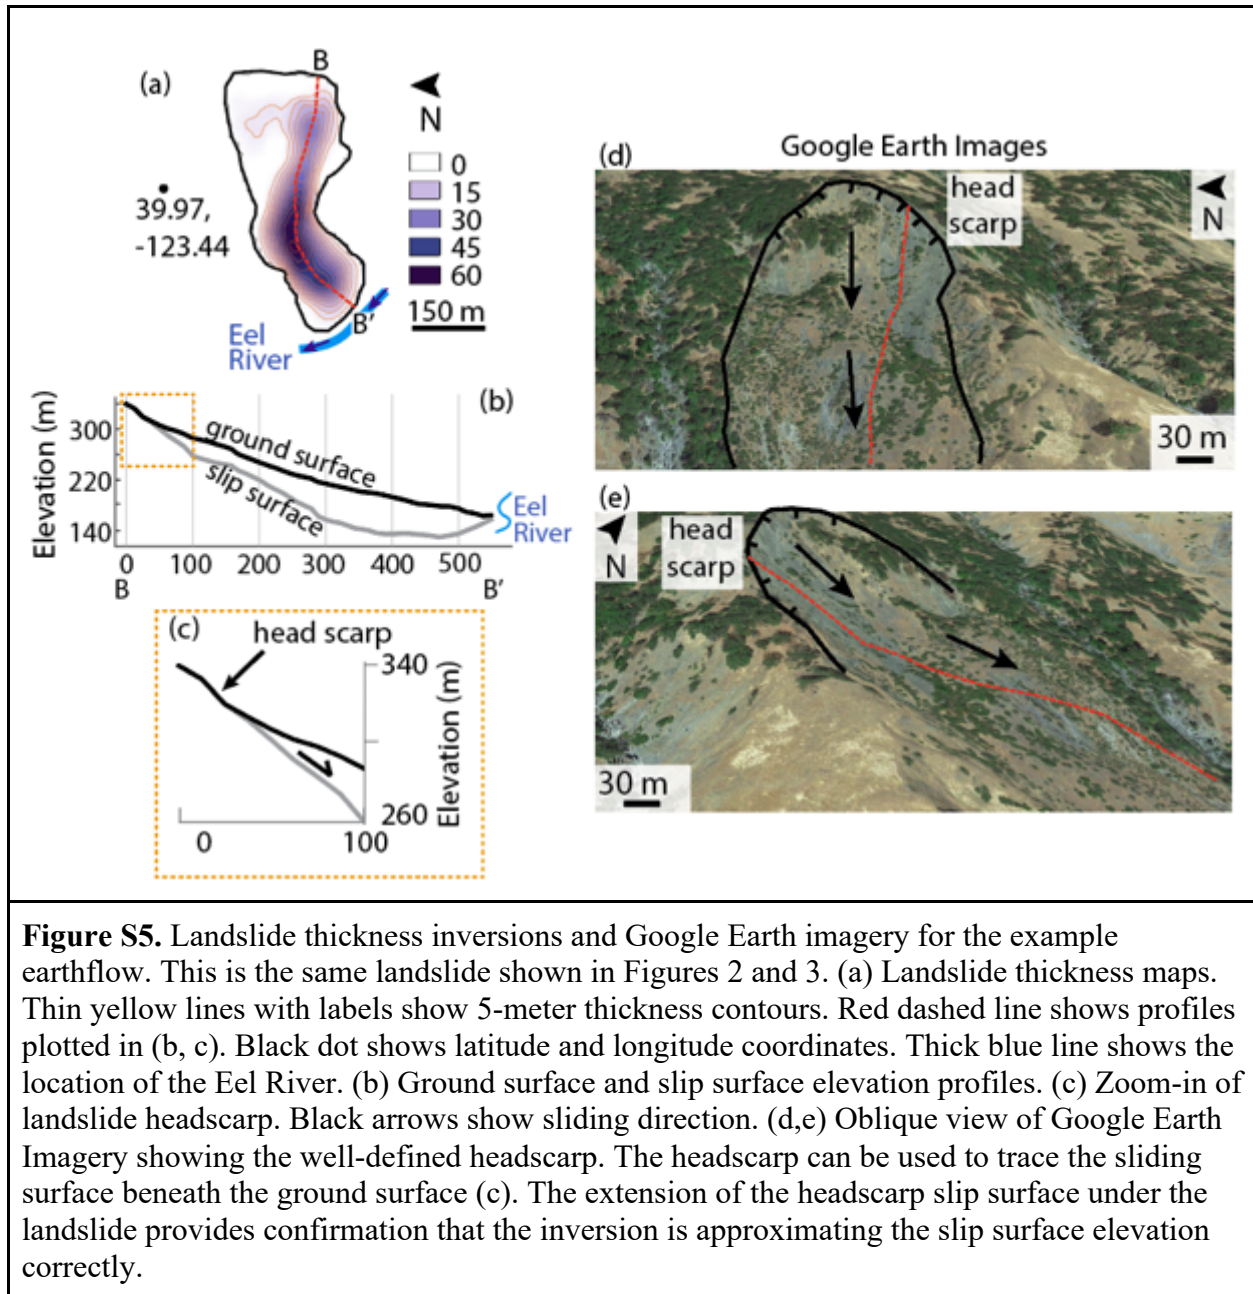 (a)
B
N
0
15
30
45
60
150 m
39.97,
-123.44
B'
Eel
River
(b)
Elevation (m)
300
220
140
ground surface
slip surface
Eel
River
0
100
200
300
400
500
B
B'
(c)
head scarp
340
260
Elevation (m)
0
100
Google Earth Images
(d)
head
scarp
N
30 m
(e)
N
head
scarp
30 m
Figure S5. Landslide thickness inversions and Google Earth imagery for the example
earthflow. This is the same landslide shown in Figures 2 and 3. (a) Landslide thickness maps.
Thin yellow lines with labels show 5-meter thickness contours. Red dashed line shows profiles
plotted in (b, c). Black dot shows latitude and longitude coordinates. Thick blue line shows the
location of the Eel River. (b) Ground surface and slip surface elevation profiles. (c) Zoom-in of
landslide headscarp. Black arrows show sliding direction. (d,e) Oblique view of Google Earth
Imagery showing the well-defined headscarp. The headscarp can be used to trace the sliding
surface beneath the ground surface (c). The extension of the headscarp slip surface under the
landslide provides confirmation that the inversion is approximating the slip surface elevation
correctly.